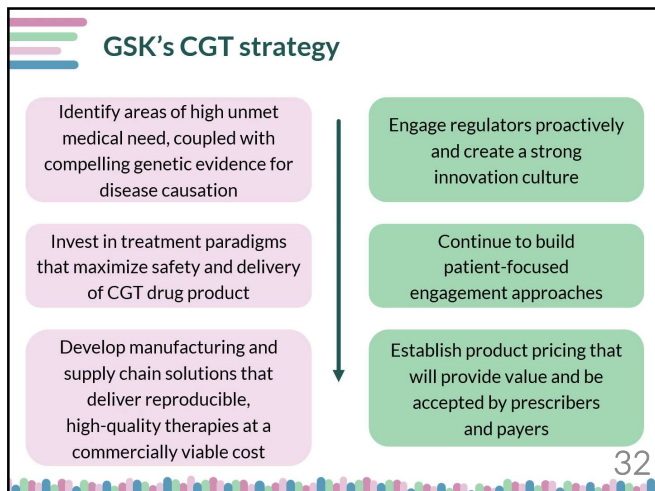 GSK's CGT strategy
Identify areas of high unmet
medical need, coupled with
compelling genetic evidence for
disease causation
Invest in treatment paradigms
that maximize safety and delivery
of CGT drug product
Develop manufacturing and
supply chain solutions that
deliver reproducible,
high-quality therapies at a
commercially viable cost
Engage regulators proactively
and create a strong
innovation culture
Continue to build
patient-focused
engagement approaches
Establish product pricing that
will provide value and be
accepted by prescribers
and payers
32